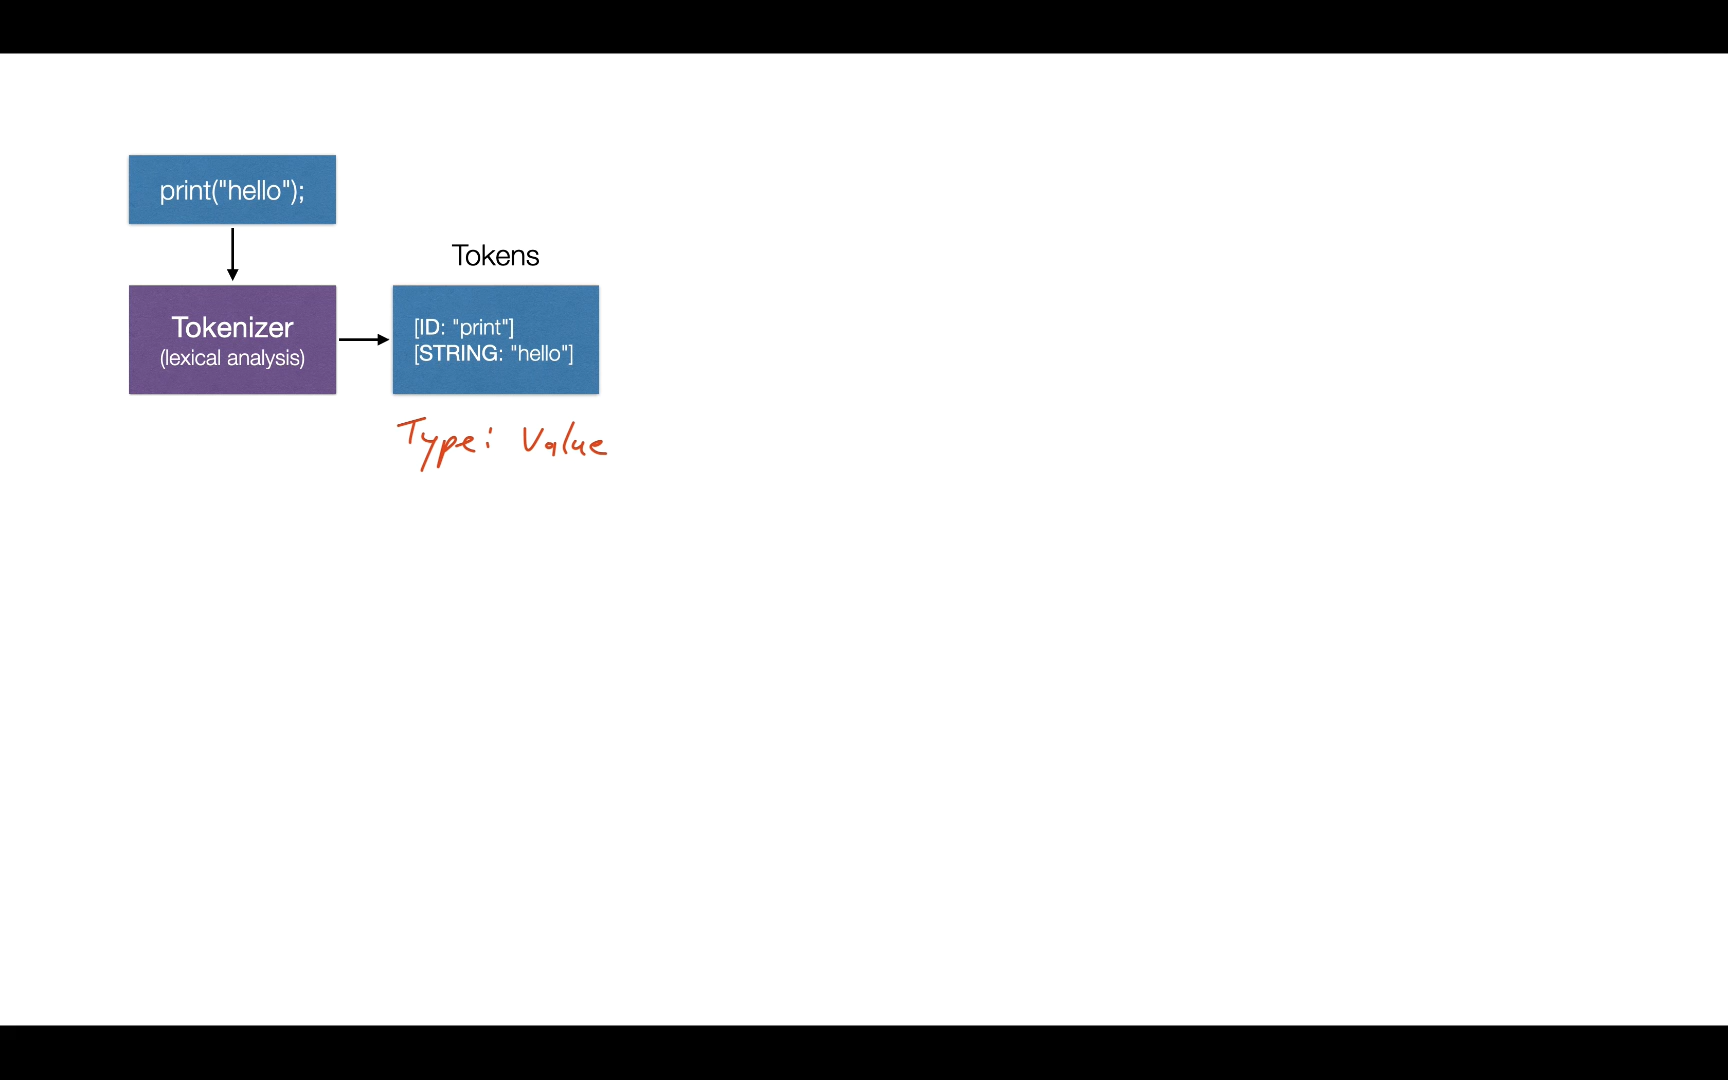 print("hello");
Tokens
Tokenizer
(lexical analysis)
[ID: "print"]
[STRING: "hello"]
Type: Value